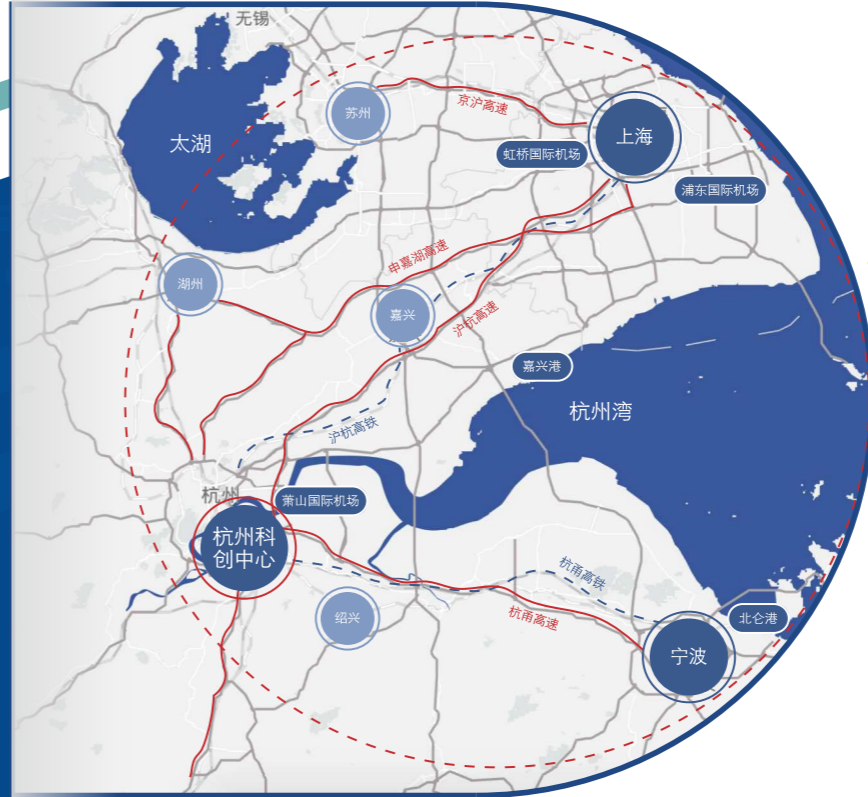 无锡
苏州
京沪高速
上海
太湖
虹桥国际机场
浦东国际机场
申嘉湖高速
湖州
嘉兴
沪杭高速
嘉兴港
杭州湾
沪杭高铁
杭州
萧山国际机场
杭州科
创中心
杭甬高铁
绍兴
杭甬高速
北仑港
宁波